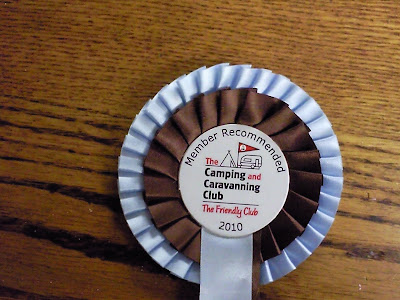 Member Recommended
The
Camping and
Caravanning
Club
The Friendly Club
2010